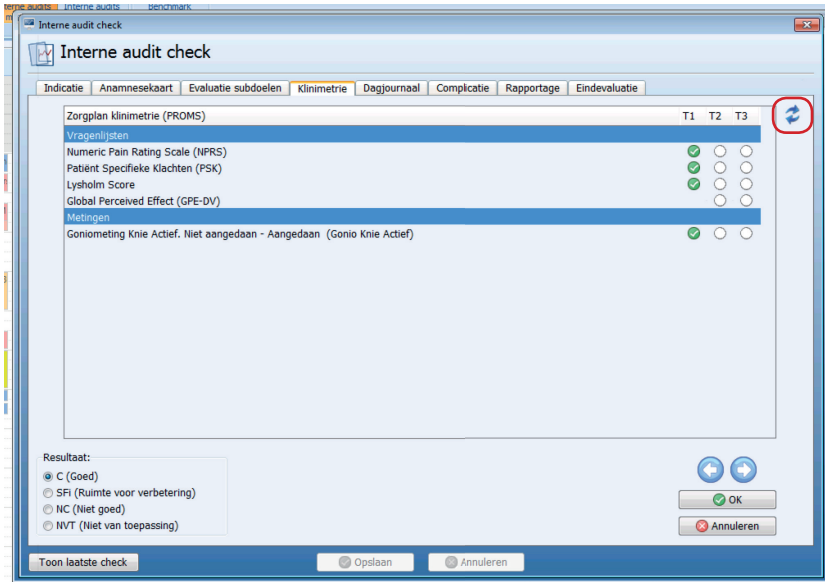 Interne audits Benchmark
Interne audit check
Interne audit check
Indicatie Anamnesekaart Evaluatie subdoelen Klinimetrie Dagjournaal Complicatie Rapportage Eindevaluatie
Zorgplan klinimetrie (PROMS) T1 T2 T3
Vragenlijsten
Numeric Pain Rating Scale (NPRS)
Patiënt Specifieke Klachten (PSK)
Lysholm Score
Global Perceived Effect (GPE-DV)
Metingen
Goniometing Knie Actief. Niet aangedaan - Aangedaan (Gonio Knie Actief)
Resultaat:
C (Goed)
SFi (Ruimte voor verbetering)
NC (Niet goed)
NVT (Niet van toepassing)
OK
Annuleren
Toon laatste check Opslaan Annuleren